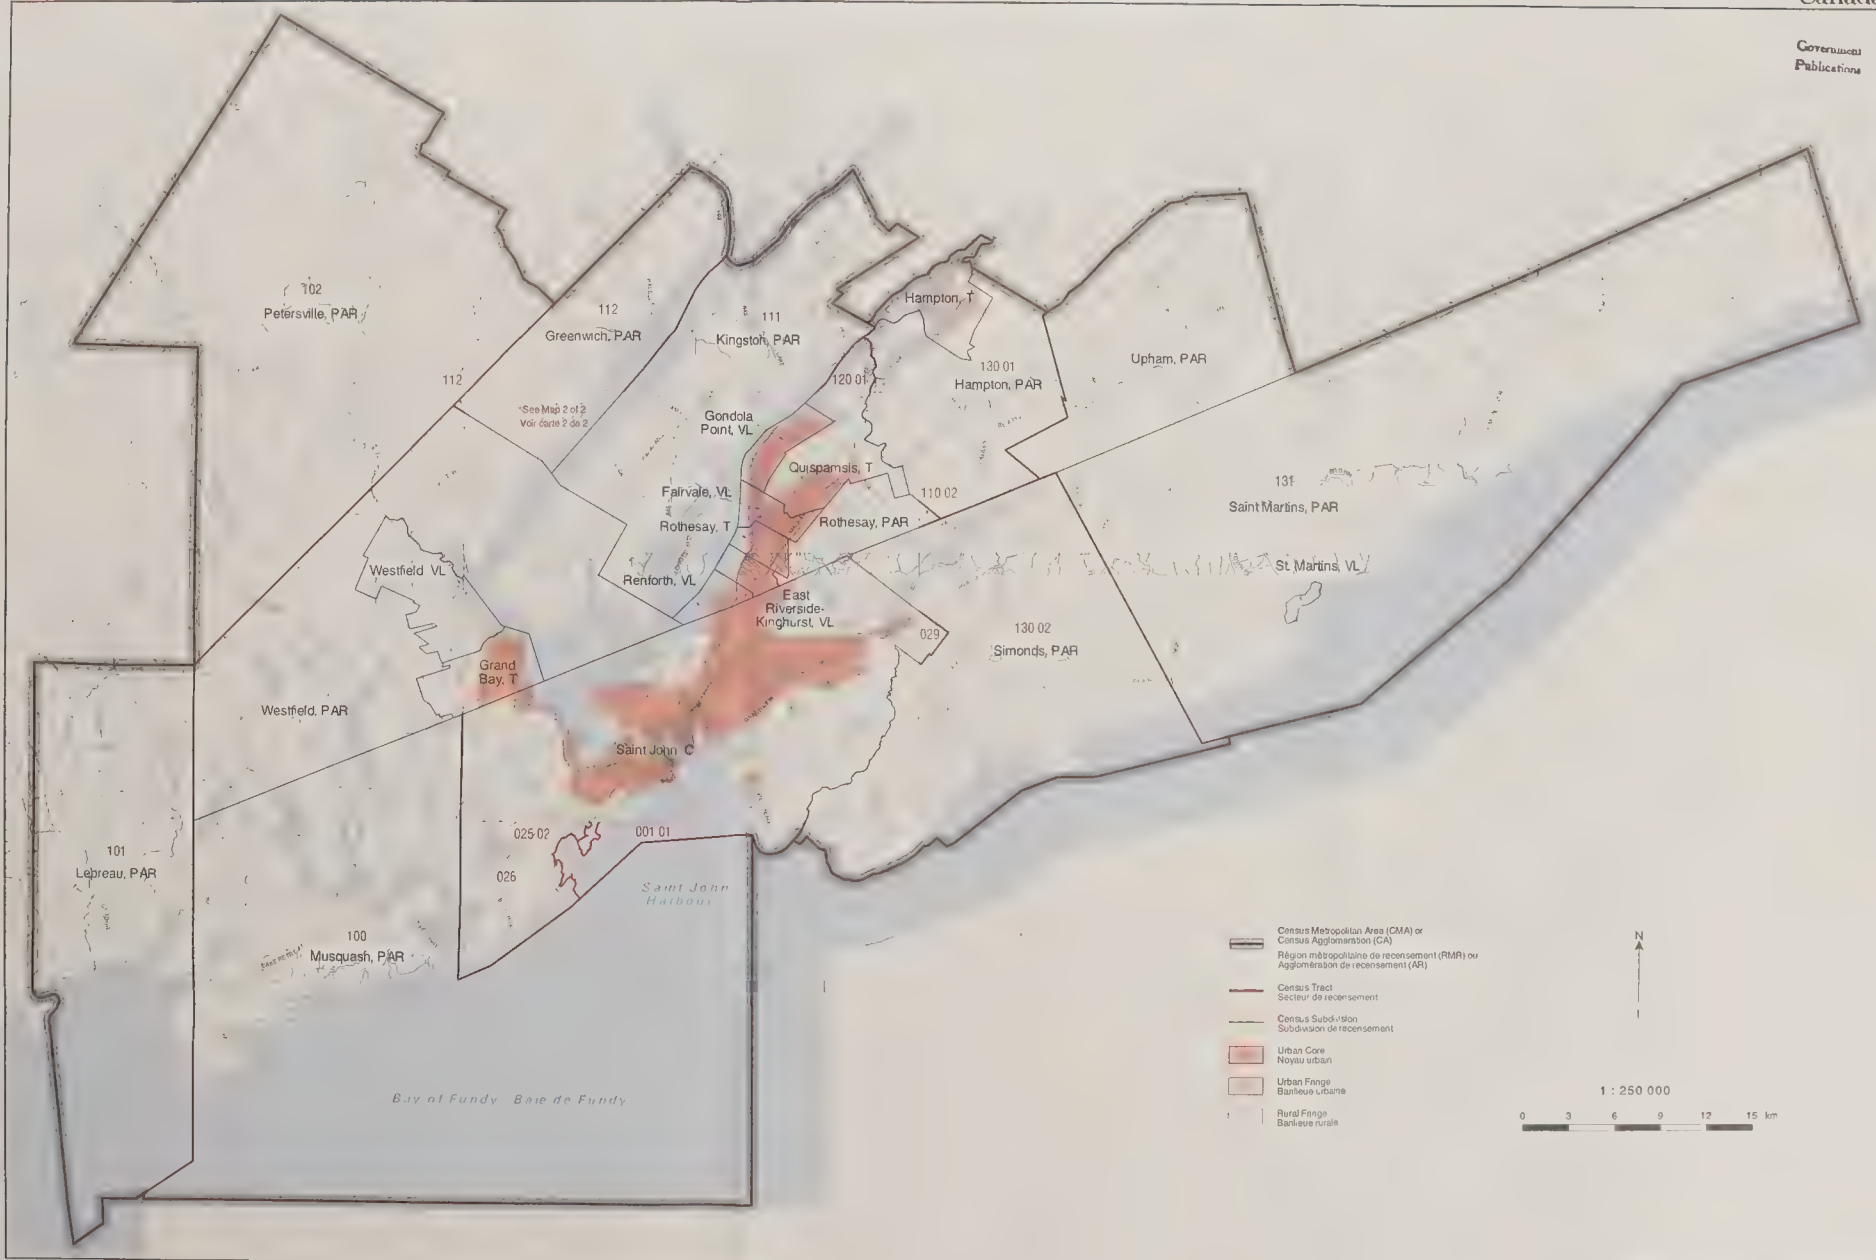 Canada
Government
Publications
102
Petersville, PAR
112
Greenwich, PAR
111
Kingston, PAR
Hampton, T
130 01
Hampton, PAR
Upham, PAR
112
*See Map 2 of 2
Voir carte 2 de 2
120 01
Gondola
Point, VL
Quispamsis, T
Fairvale, VL
110 02
Rothesay, T
Rothesay, PAR
131
Saint Martins, PAR
Westfield VL
Renforth, VL
St. Martins, VL
East
Riverside-
Kinghurst, VL
029
130 02
Simonds, PAR
Grand
Bay, T
Westfield, PAR
Saint John C
025 02
001 01
101
Lepreau, PAR
026
Saint John
Harbour
100
Musquash, PAR
Bay of Fundy Baie de Fundy
Census Metropolitan Area (CMA) or
Census Agglomeration (CA)
Région métropolitaine de recensement (RMR) ou
Agglomération de recensement (AR)
Census Tract
Secteur de recensement
Census Subdivision
Subdivision de recensement
Urban Core
Noyau urbain
Urban Fringe
Banlieue urbaine
Rural Fringe
Banlieue rurale
N
1 : 250 000
0 3 6 9 12 15 km